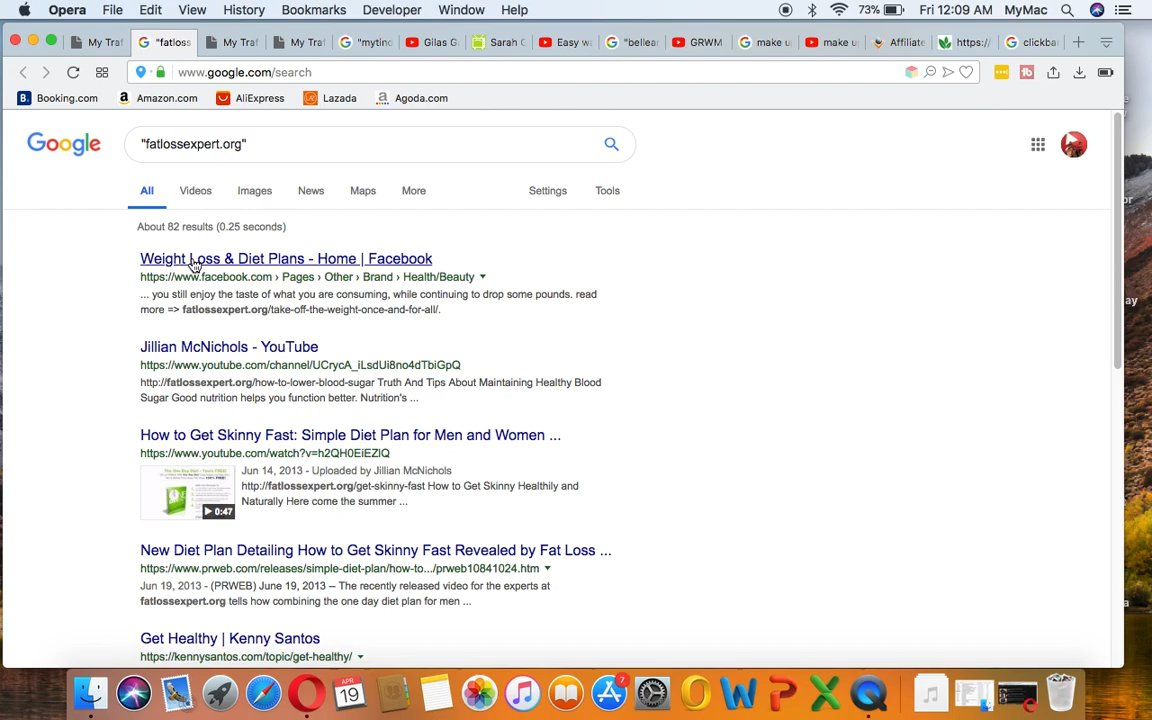 Opera File Edit View History Bookmarks Developer Window Help 73% Fri 12:09 AM MyMac
My Traf "fatloss My Traf My Traf "mytind Gilas G Sarah G Easy wa "bellear GRWM make up make u Affiliate https:/ clickba
www.google.com/search
Booking.com Amazon.com AliExpress Lazada Agoda.com
Google "fatlossexpert.org"
All Videos Images News Maps More Settings Tools
About 82 results (0.25 seconds)
Weight Loss & Diet Plans - Home | Facebook
https://www.facebook.com › Pages › Other › Brand › Health/Beauty
... you still enjoy the taste of what you are consuming, while continuing to drop some pounds. read
more => fatlossexpert.org/take-off-the-weight-once-and-for-all/.
Jillian McNichols - YouTube
https://www.youtube.com/channel/UCrycA_iLsdUi8no4dTbiGpQ
http://fatlossexpert.org/how-to-lower-blood-sugar Truth And Tips About Maintaining Healthy Blood
Sugar Good nutrition helps you function better. Nutrition's ...
How to Get Skinny Fast: Simple Diet Plan for Men and Women ...
https://www.youtube.com/watch?v=h2QH0EiEZIQ
Jun 14, 2013 - Uploaded by Jillian McNichols
http://fatlossexpert.org/get-skinny-fast How to Get Skinny Healthily and
Naturally Here come the summer ...
0:47
New Diet Plan Detailing How to Get Skinny Fast Revealed by Fat Loss ...
https://www.prweb.com/releases/simple-diet-plan/how-to.../prweb10841024.htm
Jun 19, 2013 - (PRWEB) June 19, 2013 -- The recently released video for the experts at
fatlossexpert.org tells how combining the one day diet plan for men ...
Get Healthy | Kenny Santos
https://kennysantos.com/topic/get-healthy/
APR
19
7